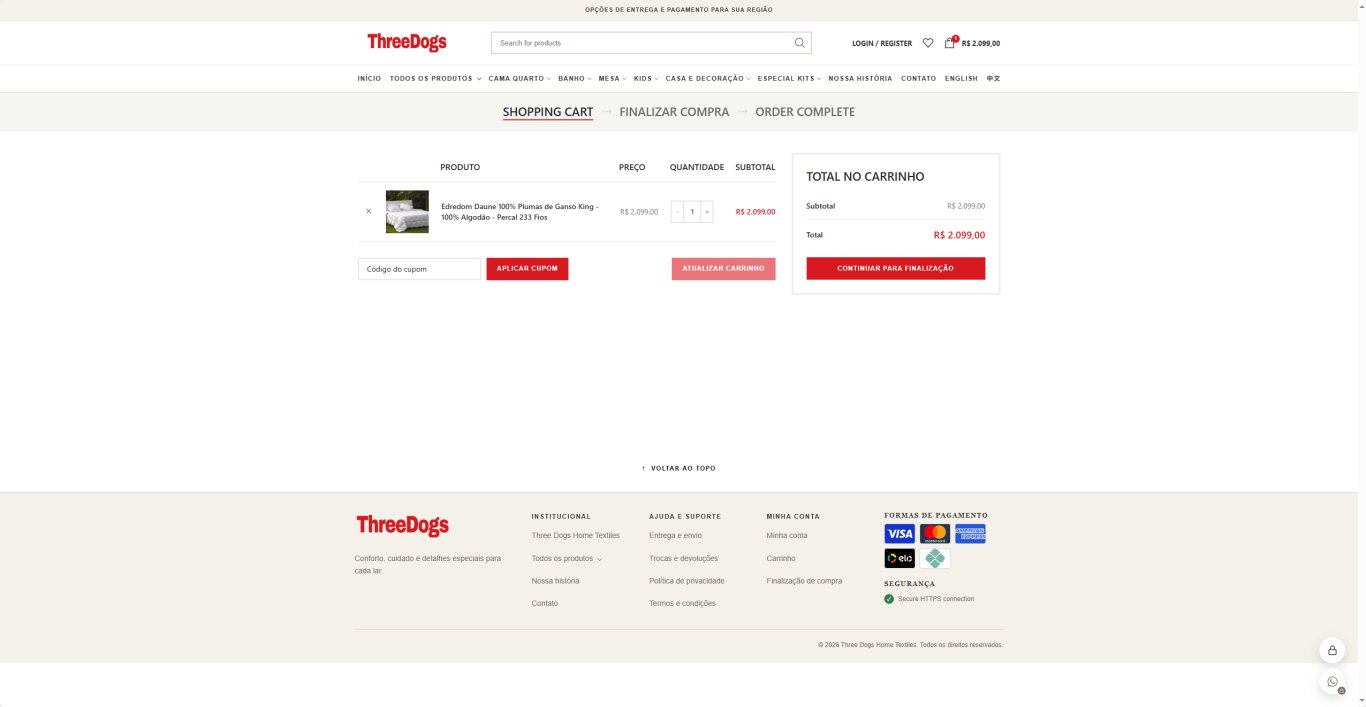 OPÇÕES DE ENTREGA E PAGAMENTO PARA SUA REGIÃO
ThreeDogs
Search for products
LOGIN / REGISTER
1
R$ 2.099,00
INÍCIO TODOS OS PRODUTOS CAMA QUARTO BANHO MESA KIDS CASA E DECORAÇÃO ESPECIAL KITS NOSSA HISTÓRIA CONTATO ENGLISH 中文
SHOPPING CART → FINALIZAR COMPRA → ORDER COMPLETE
PRODUTO PREÇO QUANTIDADE SUBTOTAL
× Edredom Daune 100% Plumas de Ganso King -
100% Algodão - Percal 233 Fios
R$ 2.099,00
- 1 +
R$ 2.099,00
Código do cupom
APLICAR CUPOM
ATUALIZAR CARRINHO
TOTAL NO CARRINHO
Subtotal R$ 2.099,00
Total R$ 2.099,00
CONTINUAR PARA FINALIZAÇÃO
↑ VOLTAR AO TOPO
ThreeDogs
Conforto, cuidado e detalhes especiais para
cada lar.
INSTITUCIONAL
Three Dogs Home Textiles
Todos os produtos
Nossa história
Contato
AJUDA E SUPORTE
Entrega e envio
Trocas e devoluções
Política de privacidade
Termos e condições
MINHA CONTA
Minha conta
Carrinho
Finalização de compra
FORMAS DE PAGAMENTO
VISA
mastercard
AMERICAN
EXPRESS
elo
SEGURANÇA
Secure HTTPS connection
© 2026 Three Dogs Home Textiles. Todos os direitos reservados.